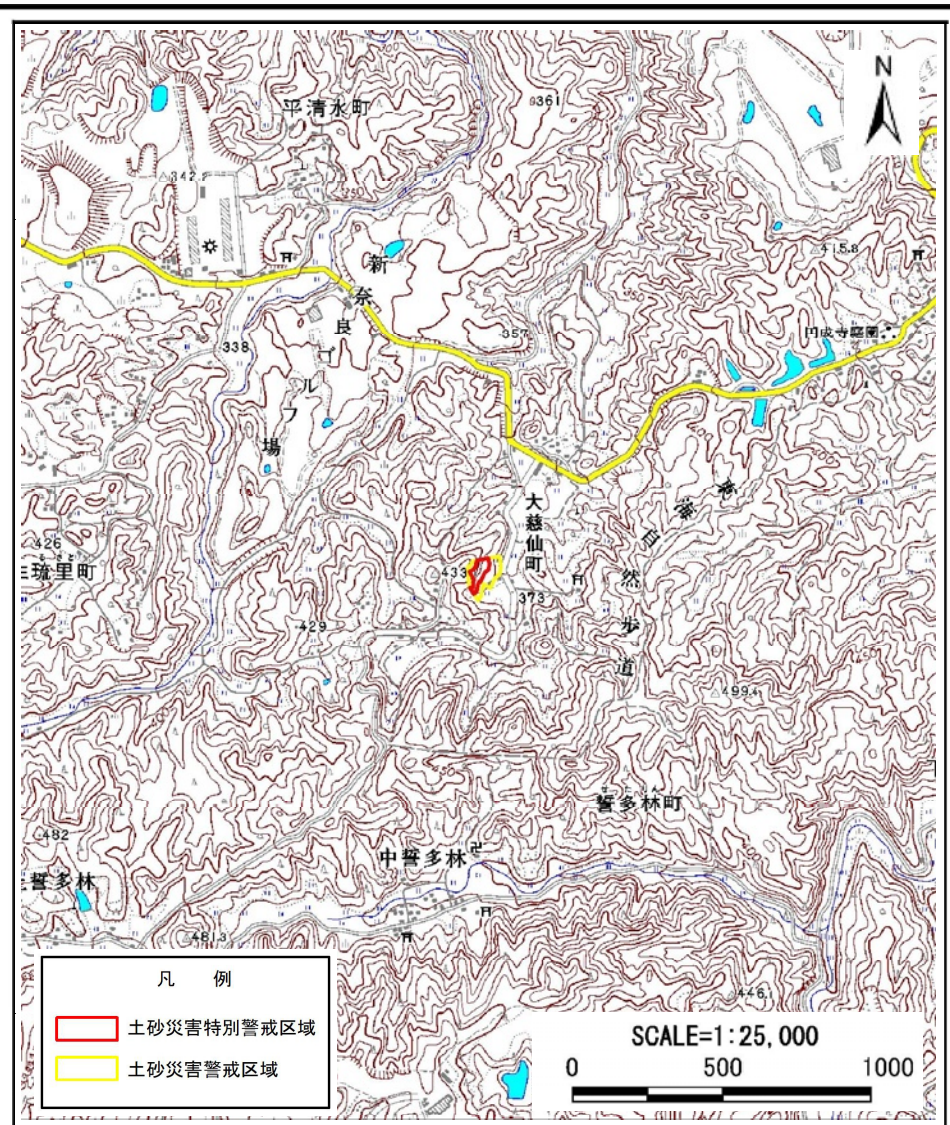 N
平清水町
361
342.2
415.8
新奈良ゴルフ場
338
357
円成寺庭園
大慈仙町
東海自然歩道
426
琉里町
433
373
429
499.4
誓多林町
482
中誓多林
誓多林
481.3
446.1
凡 例
土砂災害特別警戒区域
土砂災害警戒区域
SCALE=1:25,000
0 500 1000